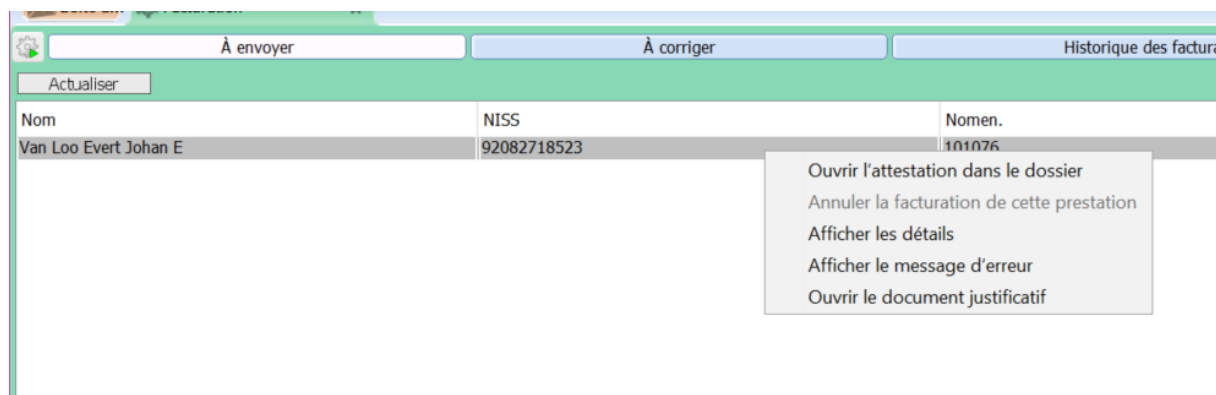 Facturation
À envoyer
À corriger
Historique des factura
Actualiser
Nom
NISS
Nomen.
Van Loo Evert Johan E
92082718523
101076
Ouvrir l'attestation dans le dossier
Annuler la facturation de cette prestation
Afficher les détails
Afficher le message d'erreur
Ouvrir le document justificatif